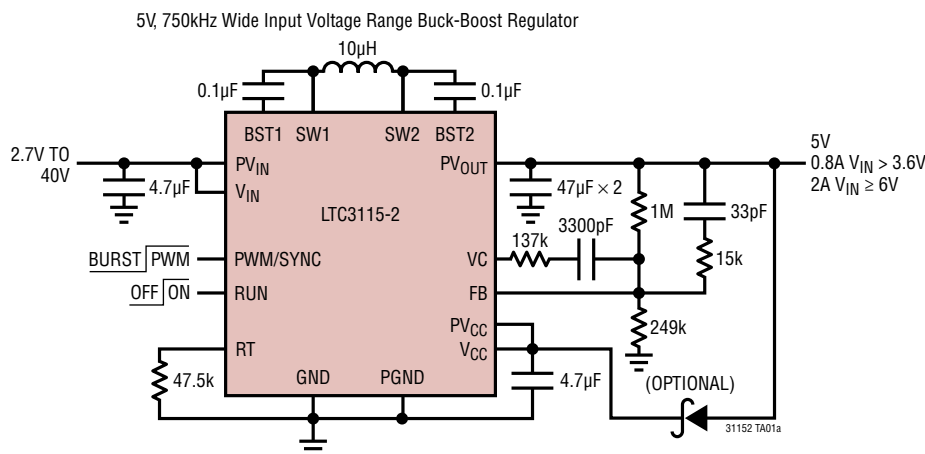 5V, 750kHz Wide Input Voltage Range Buck-Boost Regulator
10µH
0.1µF
0.1µF
BST1 SW1 SW2 BST2
2.7V TO
40V
4.7µF
PVIN
VIN
PVOUT
LTC3115-2
47µF × 2
1M
33pF
15k
5V
0.8A VIN > 3.6V
2A VIN ≥ 6V
BURST PWM
PWM/SYNC
OFF ON
RUN
VC
137k
3300pF
FB
249k
PVCC
VCC
RT
47.5k
GND
PGND
4.7µF
(OPTIONAL)
31152 TA01a